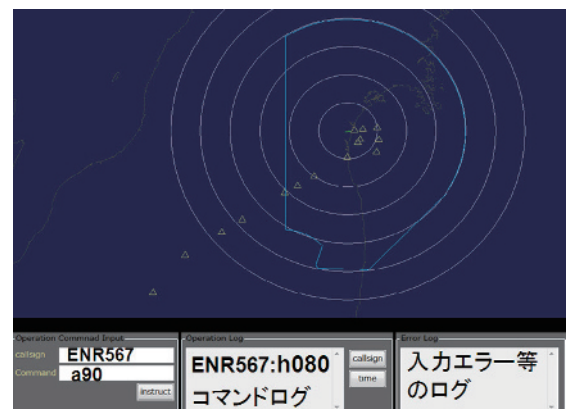 Operation Commnad Input
callsign ENR567
Command a90
instruct
Operation Log
ENR567:h080
コマンドログ
callsign
time
Error Log
入力エラー等
のログ